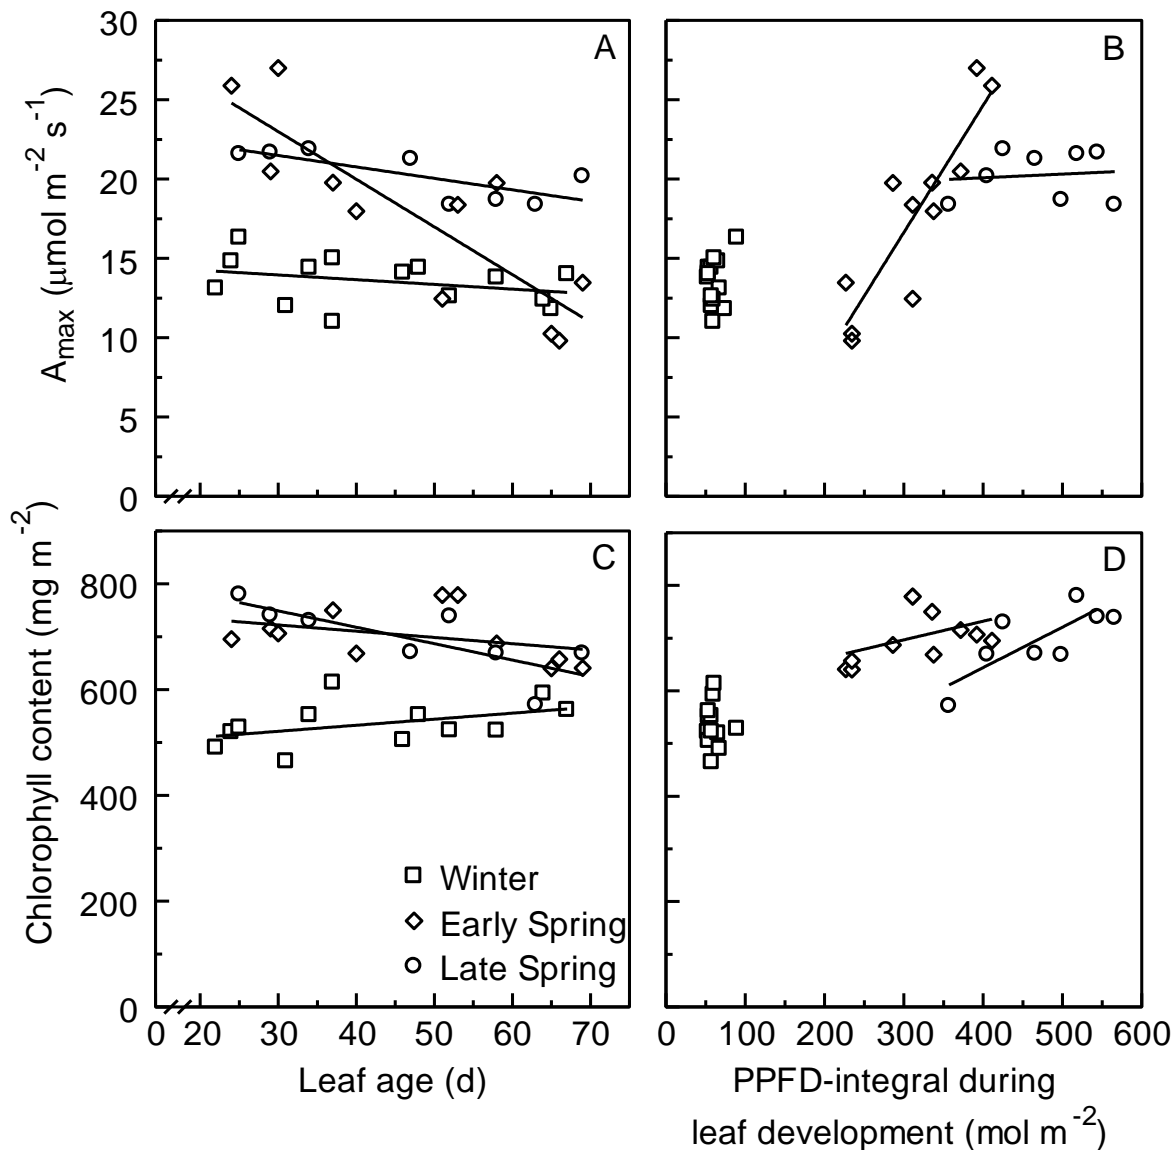 A
B
30
25
20
15
10
5
0
A_max (μmol m^-2 s^-1)
C
D
800
600
400
200
0
Chlorophyll content (mg m^-2)
Winter
Early Spring
Late Spring
0 20 30 40 50 60 70
0 100 200 300 400 500 600
Leaf age (d)
PPFD-integral during
leaf development (mol m^-2)